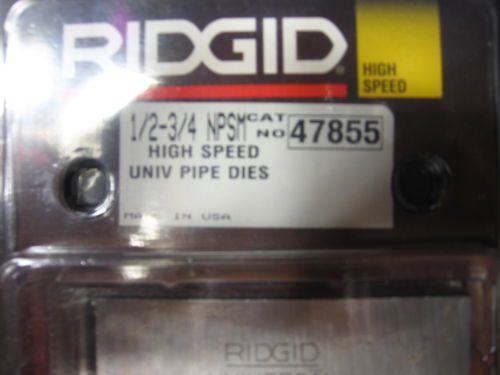 RIDGID®
HIGH
SPEED
1/2-3/4 NPSM CAT NO 47855
HIGH SPEED
UNIV PIPE DIES
MADE IN USA
RIDGID